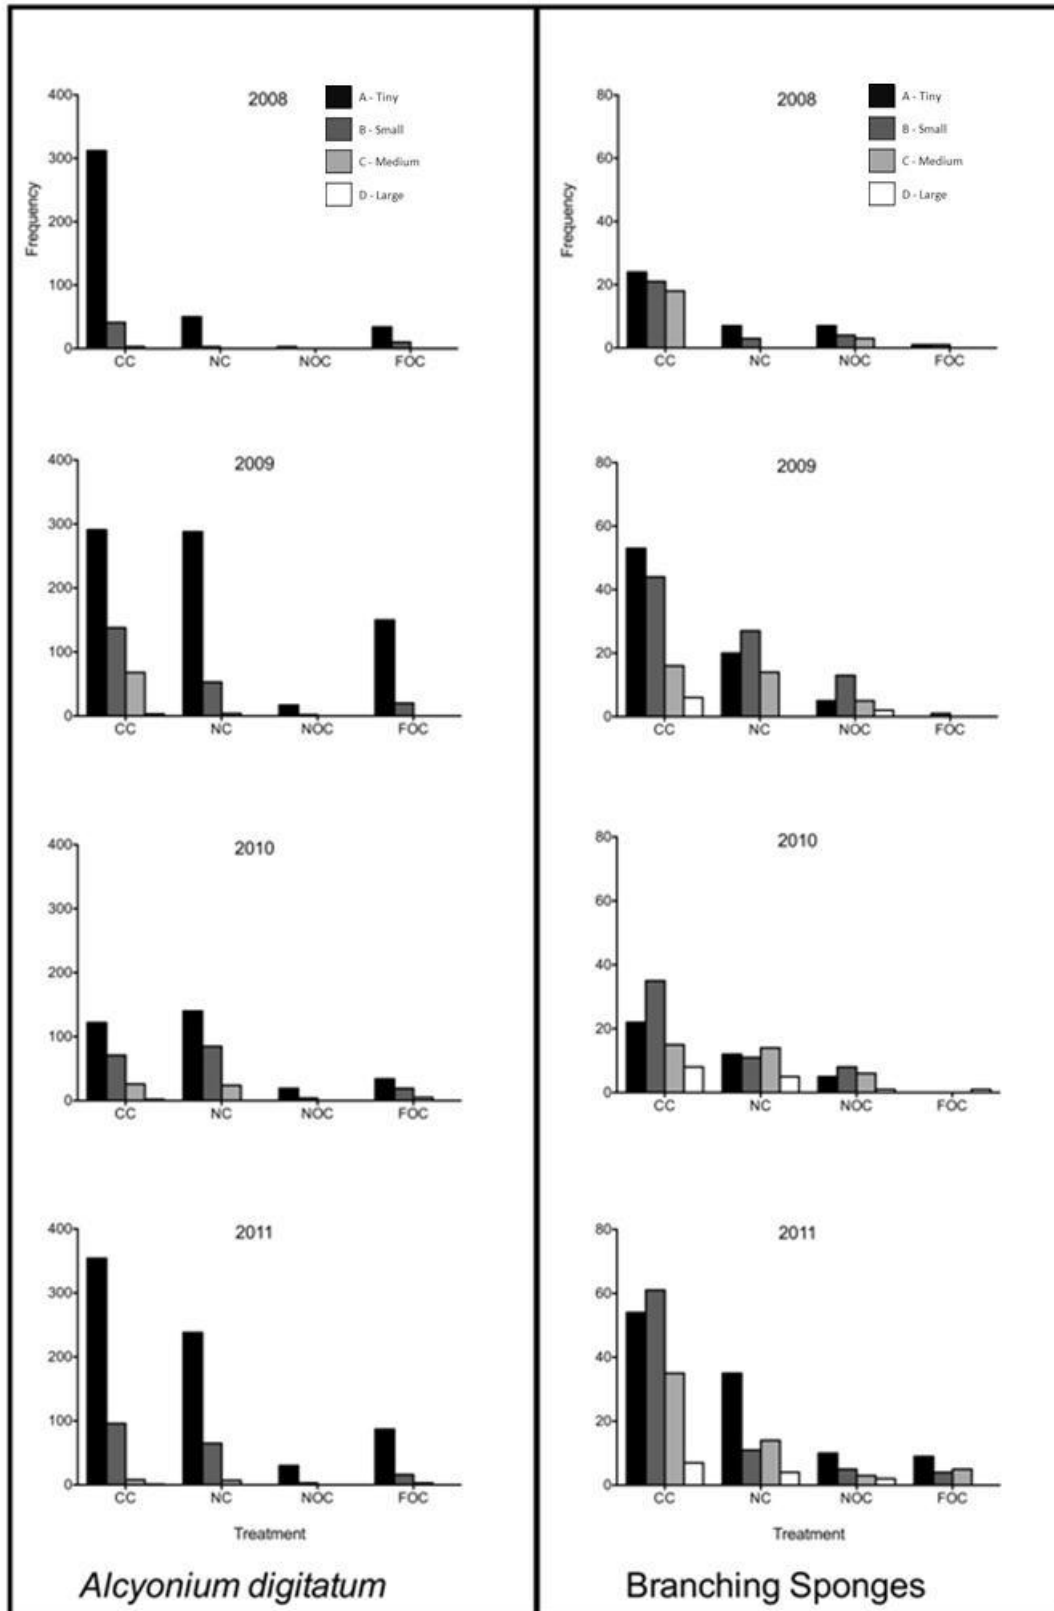 2008
A - Tiny
B - Small
C - Medium
D - Large
Frequency
400
300
200
100
0
CC NC NOC FOC
2009
400
300
200
100
0
CC NC NOC FOC
2010
400
300
200
100
0
CC NC NOC FOC
2011
400
300
200
100
0
CC NC NOC FOC
Treatment
Alcyonium digitatum
2008
A - Tiny
B - Small
C - Medium
D - Large
Frequency
80
60
40
20
0
CC NC NOC FOC
2009
80
60
40
20
0
CC NC NOC FOC
2010
80
60
40
20
0
CC NC NOC FOC
2011
80
60
40
20
0
CC NC NOC FOC
Treatment
Branching Sponges